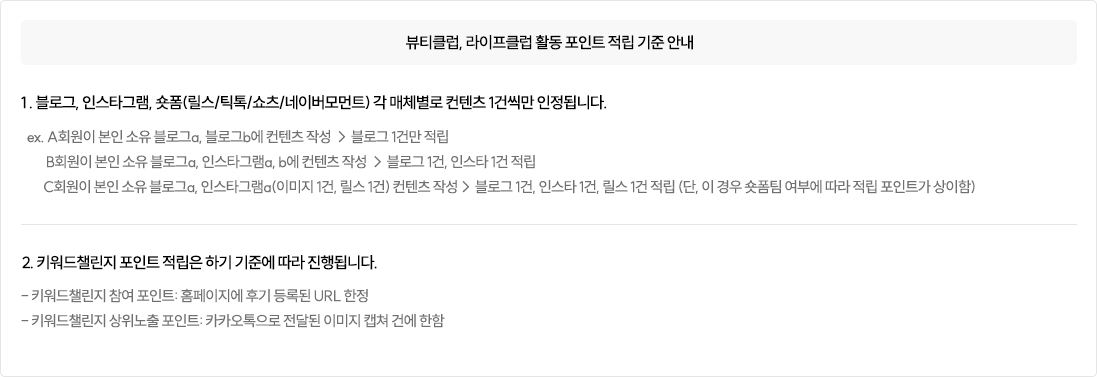 뷰티클럽, 라이프클럽 활동 포인트 적립 기준 안내
1. 블로그, 인스타그램, 숏폼(릴스/틱톡/쇼츠/네이버모먼트) 각 매체별로 컨텐츠 1건씩만 인정됩니다.
ex. A회원이 본인 소유 블로그a, 블로그b에 컨텐츠 작성 > 블로그 1건만 적립
B회원이 본인 소유 블로그a, 인스타그램a, b에 컨텐츠 작성 > 블로그 1건, 인스타 1건 적립
C회원이 본인 소유 블로그a, 인스타그램a(이미지 1건, 릴스 1건) 컨텐츠 작성 > 블로그 1건, 인스타 1건, 릴스 1건 적립 (단, 이 경우 숏폼팀 여부에 따라 적립 포인트가 상이함)
2. 키워드챌린지 포인트 적립은 하기 기준에 따라 진행됩니다.
- 키워드챌린지 참여 포인트: 홈페이지에 후기 등록된 URL 한정
- 키워드챌린지 상위노출 포인트: 카카오톡으로 전달된 이미지 캡쳐 건에 한함